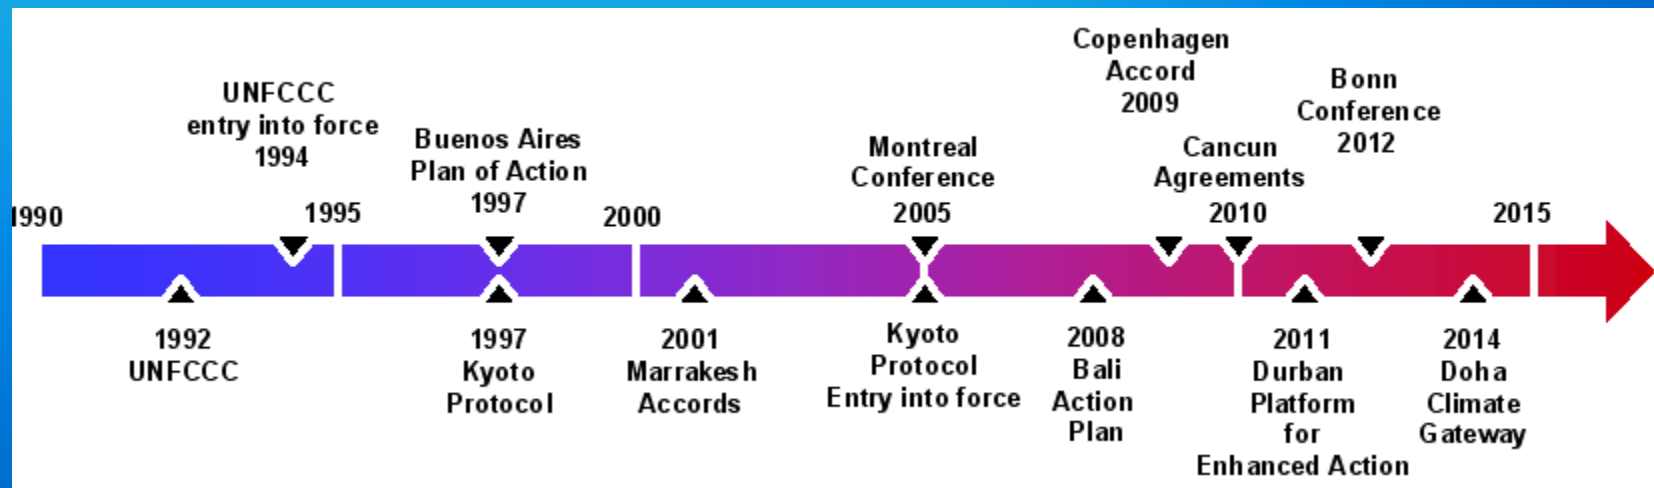 UNFCCC
entry into force
1994
Buenos Aires
Plan of Action
1997
Montreal
Conference
2005
Copenhagen
Accord
2009
Cancun
Agreements
2010
Bonn
Conference
2012
1990
1995
2000
2015
1992
UNFCCC
1997
Kyoto
Protocol
2001
Marrakesh
Accords
Kyoto
Protocol
Entry into force
2008
Bali
Action
Plan
2011
Durban
Platform
for
Enhanced Action
2014
Doha
Climate
Gateway